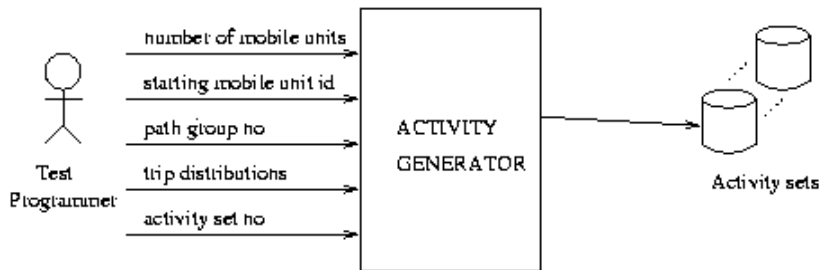 number of mobile units
starting mobile unit id
path group no
trip distributions
activity set no
Test
Programmer
ACTIVITY
GENERATOR
Activity sets